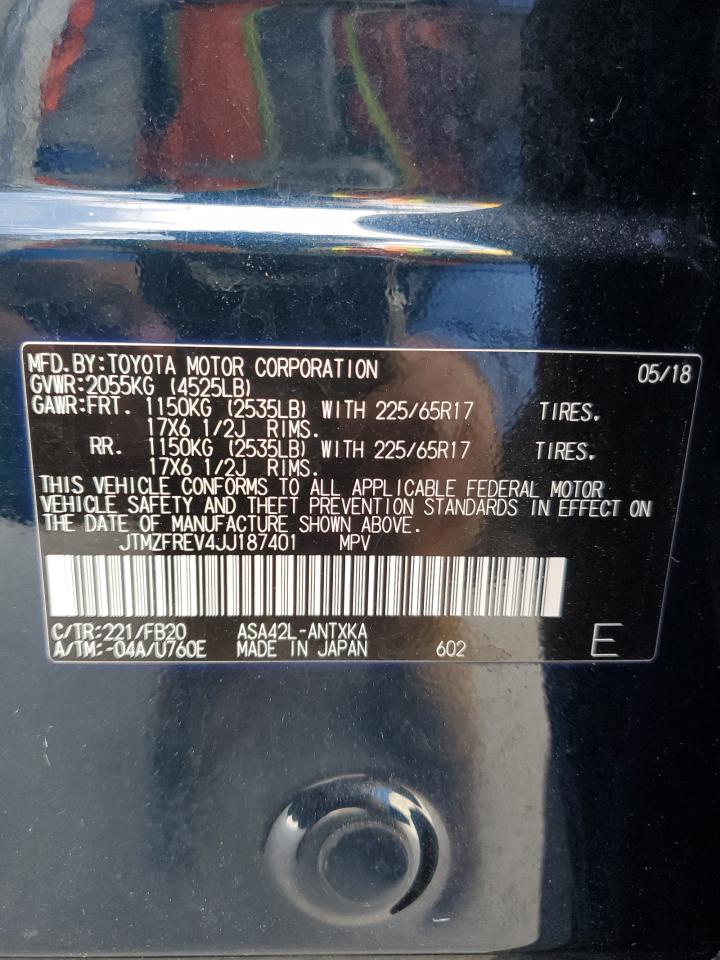 MFD.BY:TOYOTA MOTOR CORPORATION 05/18
GVWR:2055KG (4525LB)
GAWR:FRT. 1150KG (2535LB) WITH 225/65R17 TIRES.
17X6 1/2J RIMS.
RR. 1150KG (2535LB) WITH 225/65R17 TIRES.
17X6 1/2J RIMS.
THIS VEHICLE CONFORMS TO ALL APPLICABLE FEDERAL MOTOR
VEHICLE SAFETY AND THEFT PREVENTION STANDARDS IN EFFECT ON
THE DATE OF MANUFACTURE SHOWN ABOVE.
JTMZFREV4JJ187401 MPV
C/TR:221/FB20 ASA42L-ANTXKA
A/TM:-04A/U760E MADE IN JAPAN 602 E